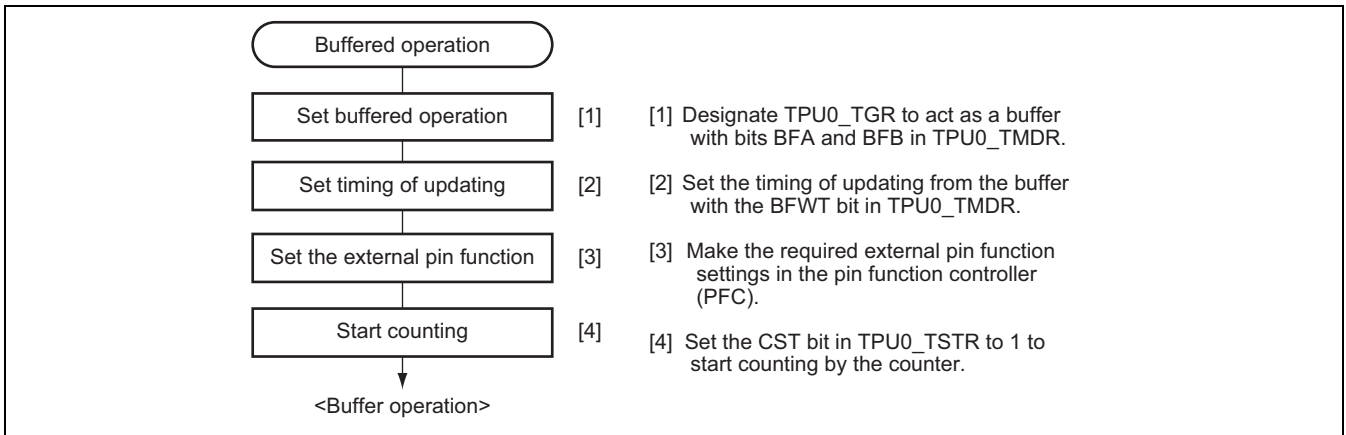 Buffered operation
Set buffered operation [1]
[1] Designate TPU0_TGR to act as a buffer
with bits BFA and BFB in TPU0_TMDR.
Set timing of updating [2]
[2] Set the timing of updating from the buffer
with the BFWT bit in TPU0_TMDR.
Set the external pin function [3]
[3] Make the required external pin function
settings in the pin function controller
(PFC).
Start counting [4]
[4] Set the CST bit in TPU0_TSTR to 1 to
start counting by the counter.
<Buffer operation>